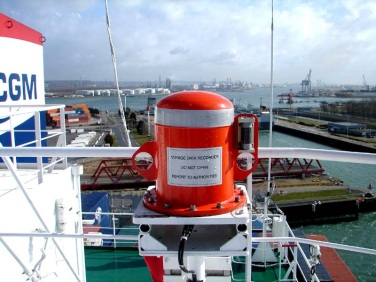 CGM
VOYAGE DATA RECORDER
DO NOT OPEN
REPORT TO AUTHORITIES